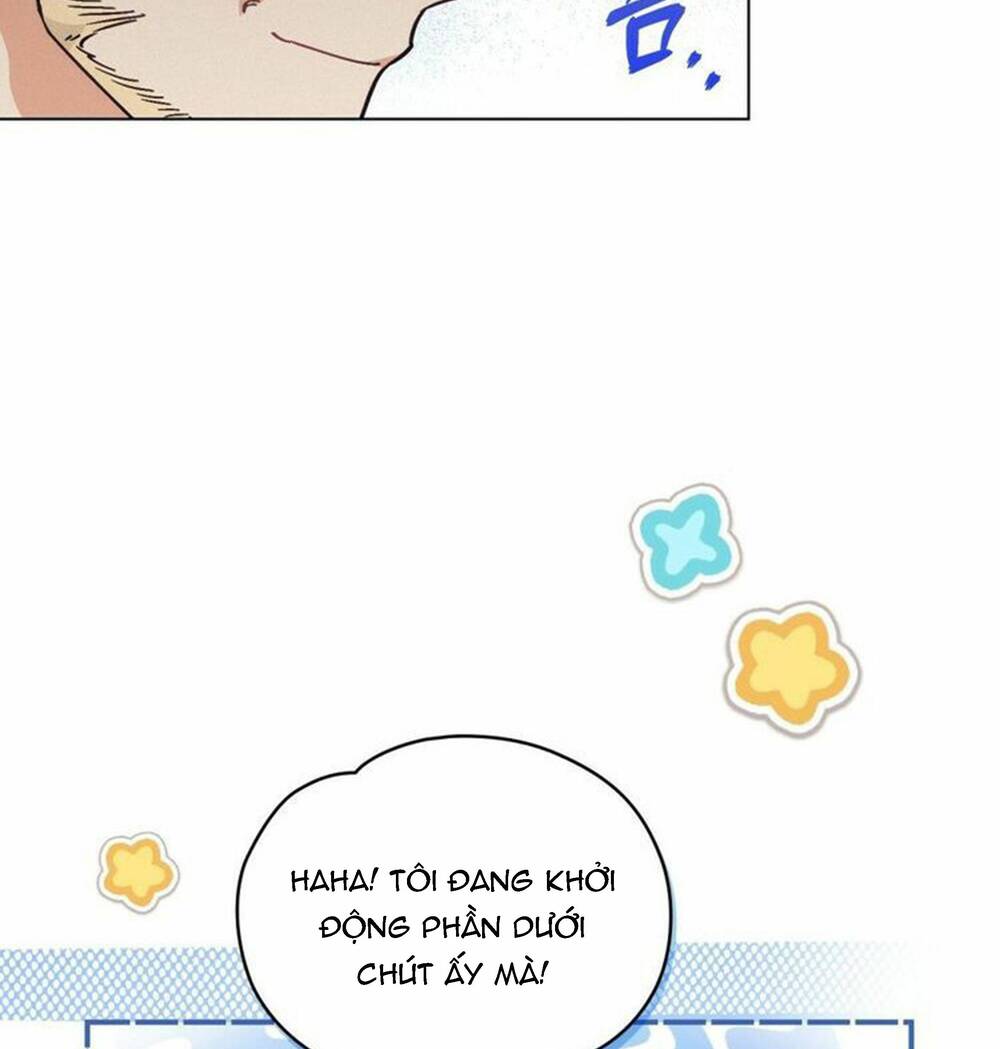 HAHA! TÔI ĐANG KHỞI
ĐỘNG PHẦN DƯỚI
CHÚT ẤY MÀ!